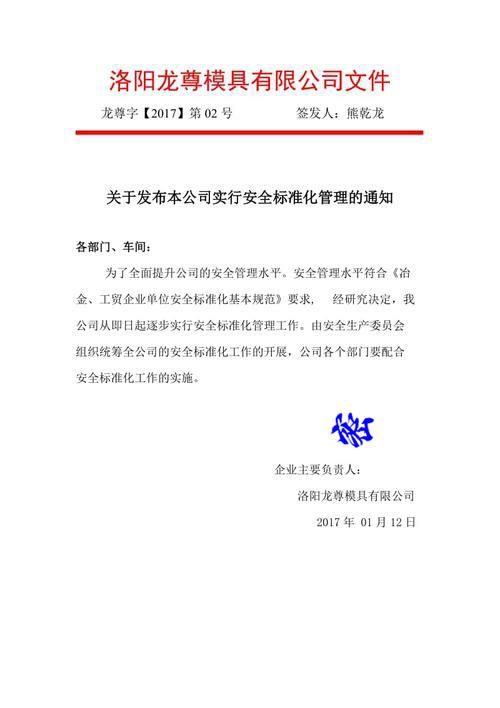 洛阳龙尊模具有限公司文件
龙尊字【2017】第 02 号 签发人：熊乾龙
关于发布本公司实行安全标准化管理的通知
各部门、车间：
为了全面提升公司的安全管理水平。安全管理水平符合《冶
金、工贸企业单位安全标准化基本规范》要求， 经研究决定，我
公司从即日起逐步实行安全标准化管理工作。由安全生产委员会
组织统筹全公司的安全标准化工作的开展，公司各个部门要配合
安全标准化工作的实施。
企业主要负责人：
洛阳龙尊模具有限公司
2017 年 01 月 12 日